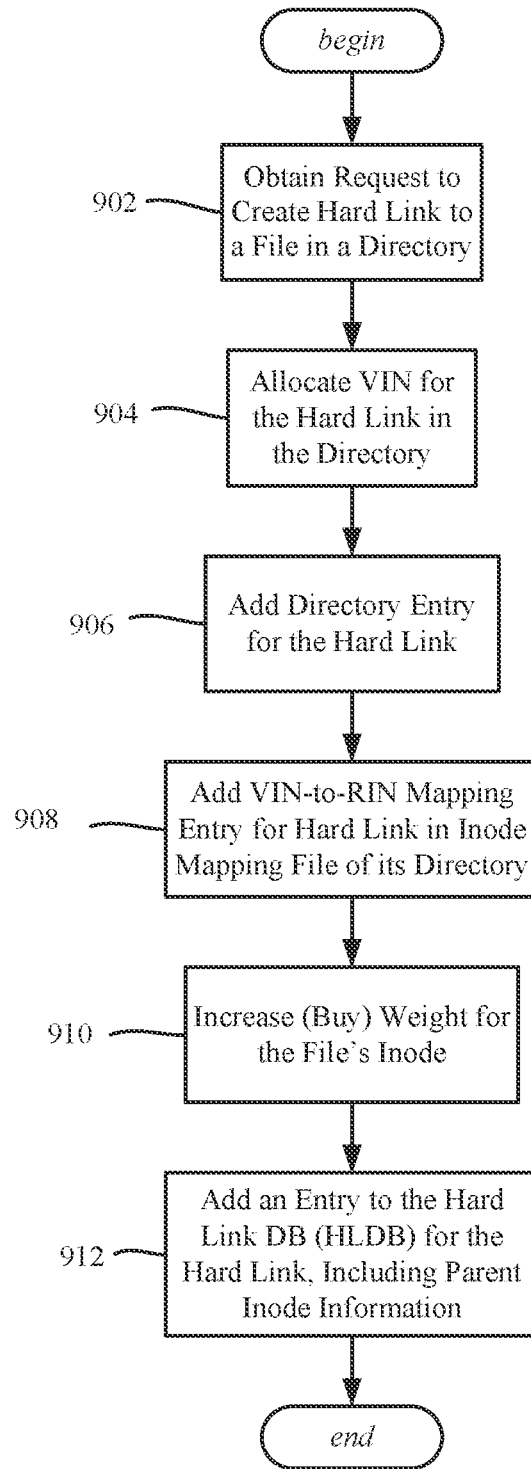 begin
902
Obtain Request to
Create Hard Link to
a File in a Directory
904
Allocate VIN for
the Hard Link in
the Directory
906
Add Directory Entry
for the Hard Link
908
Add VIN-to-RIN Mapping
Entry for Hard Link in Inode
Mapping File of its Directory
910
Increase (Buy) Weight for
the File's Inode
912
Add an Entry to the Hard
Link DB (HLDB) for the
Hard Link, Including Parent
Inode Information
end